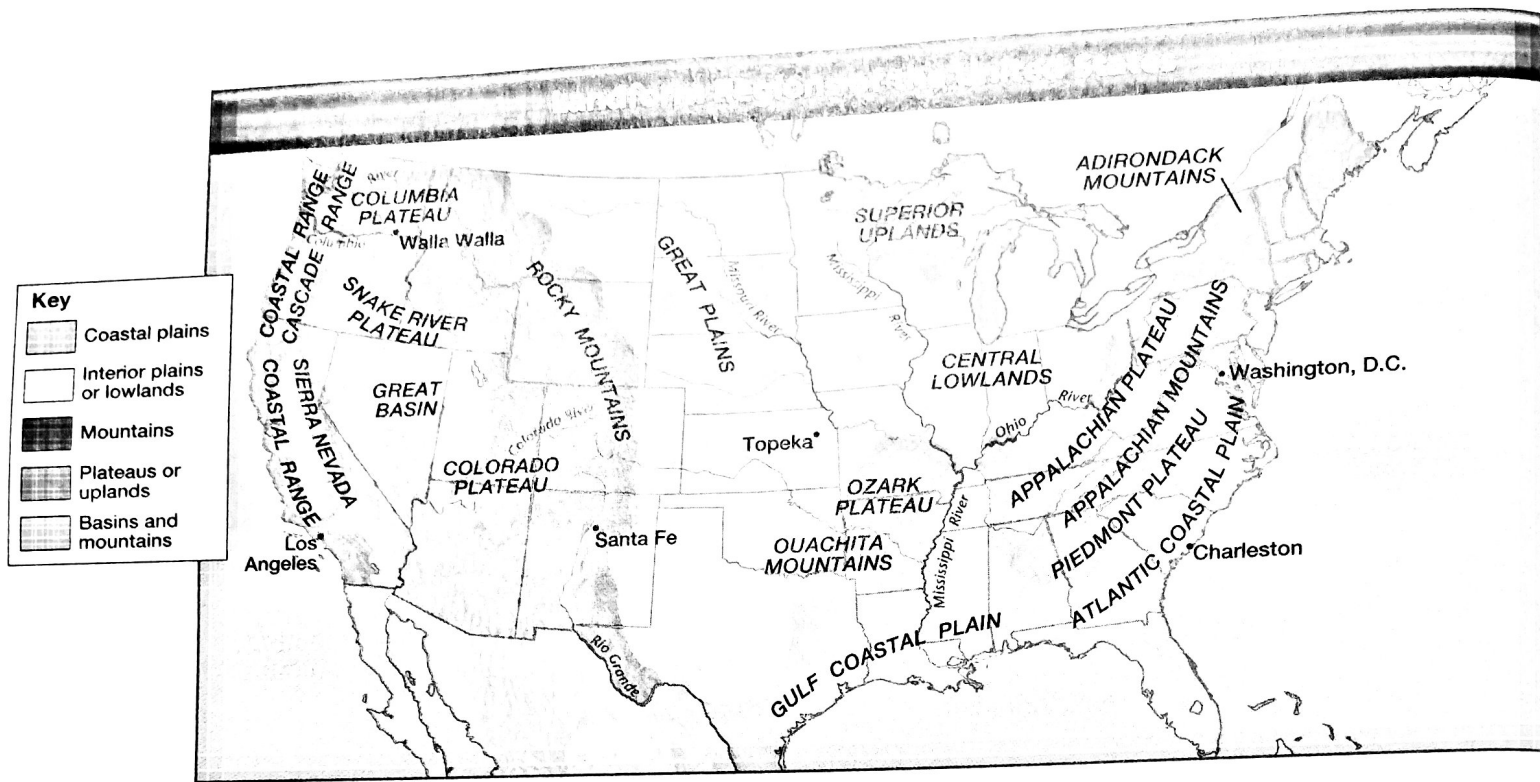 Key
Coastal plains
Interior plains
or lowlands
Mountains
Plateaus or
uplands
Basins and
mountains
COASTAL RANGE
CASCADE RANGE
River
COLUMBIA
PLATEAU
Columbia
Walla Walla
SNAKE RIVER
PLATEAU
COASTAL RANGE
SIERRA NEVADA
GREAT
BASIN
ROCKY MOUNTAINS
Colorado River
COLORADO
PLATEAU
Los
Angeles
Santa Fe
Rio Grande
GREAT PLAINS
Missouri River
Topeka
SUPERIOR
UPLANDS
Mississippi
River
CENTRAL
LOWLANDS
Ohio
River
OZARK
PLATEAU
OUACHITA
MOUNTAINS
Mississippi River
GULF COASTAL PLAIN
ADIRONDACK
MOUNTAINS
APPALACHIAN PLATEAU
APPALACHIAN MOUNTAINS
PIEDMONT PLATEAU
ATLANTIC COASTAL PLAIN
Washington, D.C.
Charleston